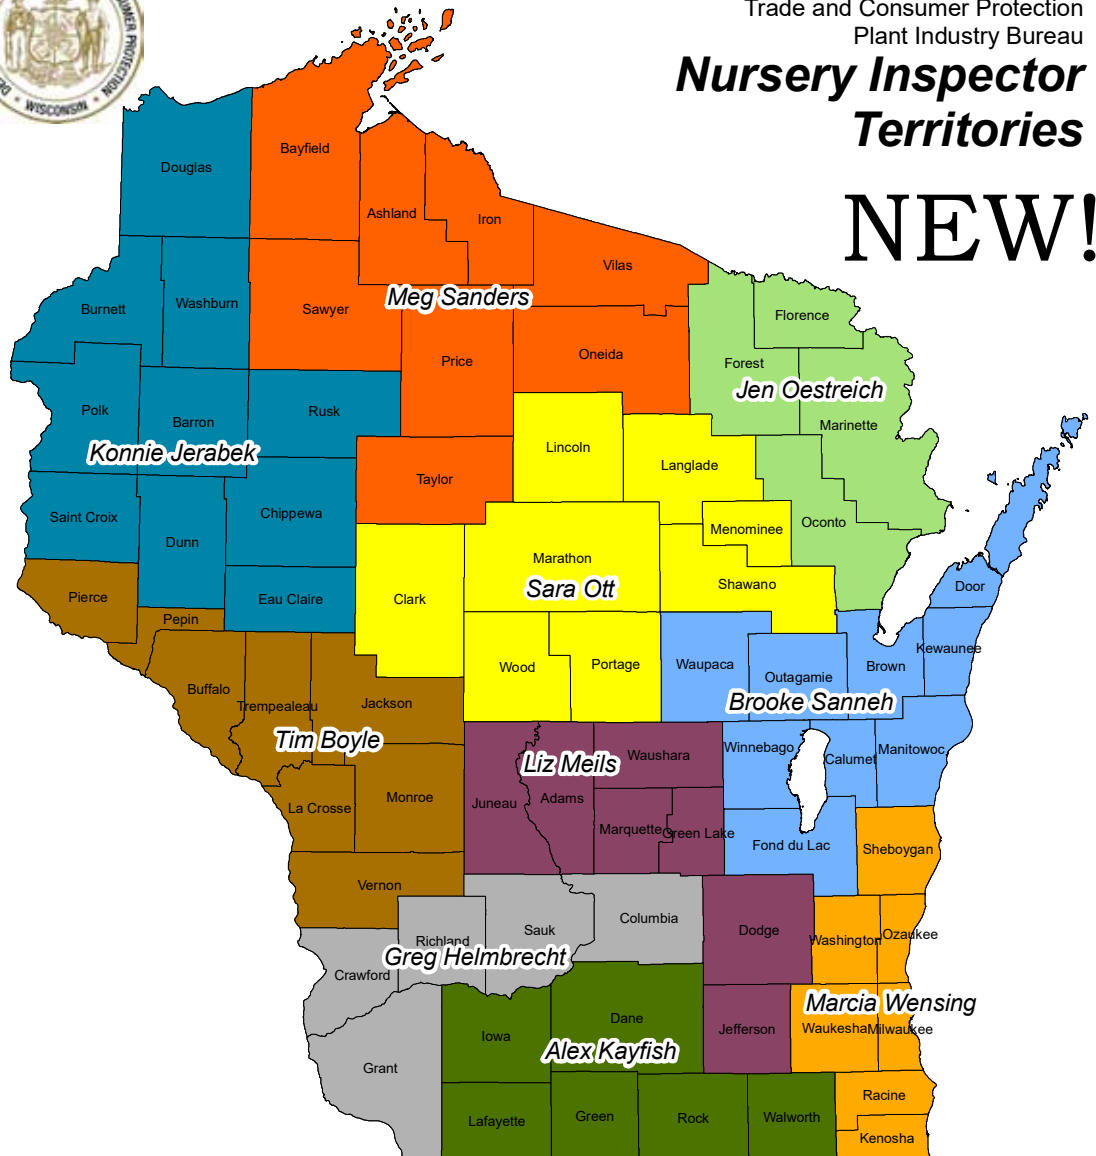 Trade and Consumer Protection
Plant Industry Bureau
Nursery Inspector
Territories
NEW!
UMER PROTECTION
WISCONSIN
Douglas
Bayfield
Ashland
Iron
Vilas
Burnett
Washburn
Sawyer
Meg Sanders
Price
Oneida
Florence
Forest
Jen Oestreich
Marinette
Polk
Barron
Rusk
Konnie Jerabek
Lincoln
Langlade
Taylor
Saint Croix
Dunn
Chippewa
Marathon
Menominee
Oconto
Sara Ott
Shawano
Pierce
Eau Claire
Clark
Door
Pepin
Wood
Portage
Waupaca
Outagamie
Brown
Kewaunee
Buffalo
Trempealeau
Jackson
Brooke Sanneh
Tim Boyle
Liz Meils
Waushara
Winnebago
Calumet
Manitowoc
La Crosse
Monroe
Juneau
Adams
Marquette
Green Lake
Fond du Lac
Sheboygan
Vernon
Richland
Sauk
Columbia
Dodge
Washington
Ozaukee
Greg Helmbrecht
Crawford
Marcia Wensing
Iowa
Dane
Jefferson
Waukesha
Milwaukee
Alex Kayfish
Grant
Racine
Lafayette
Green
Rock
Walworth
Kenosha